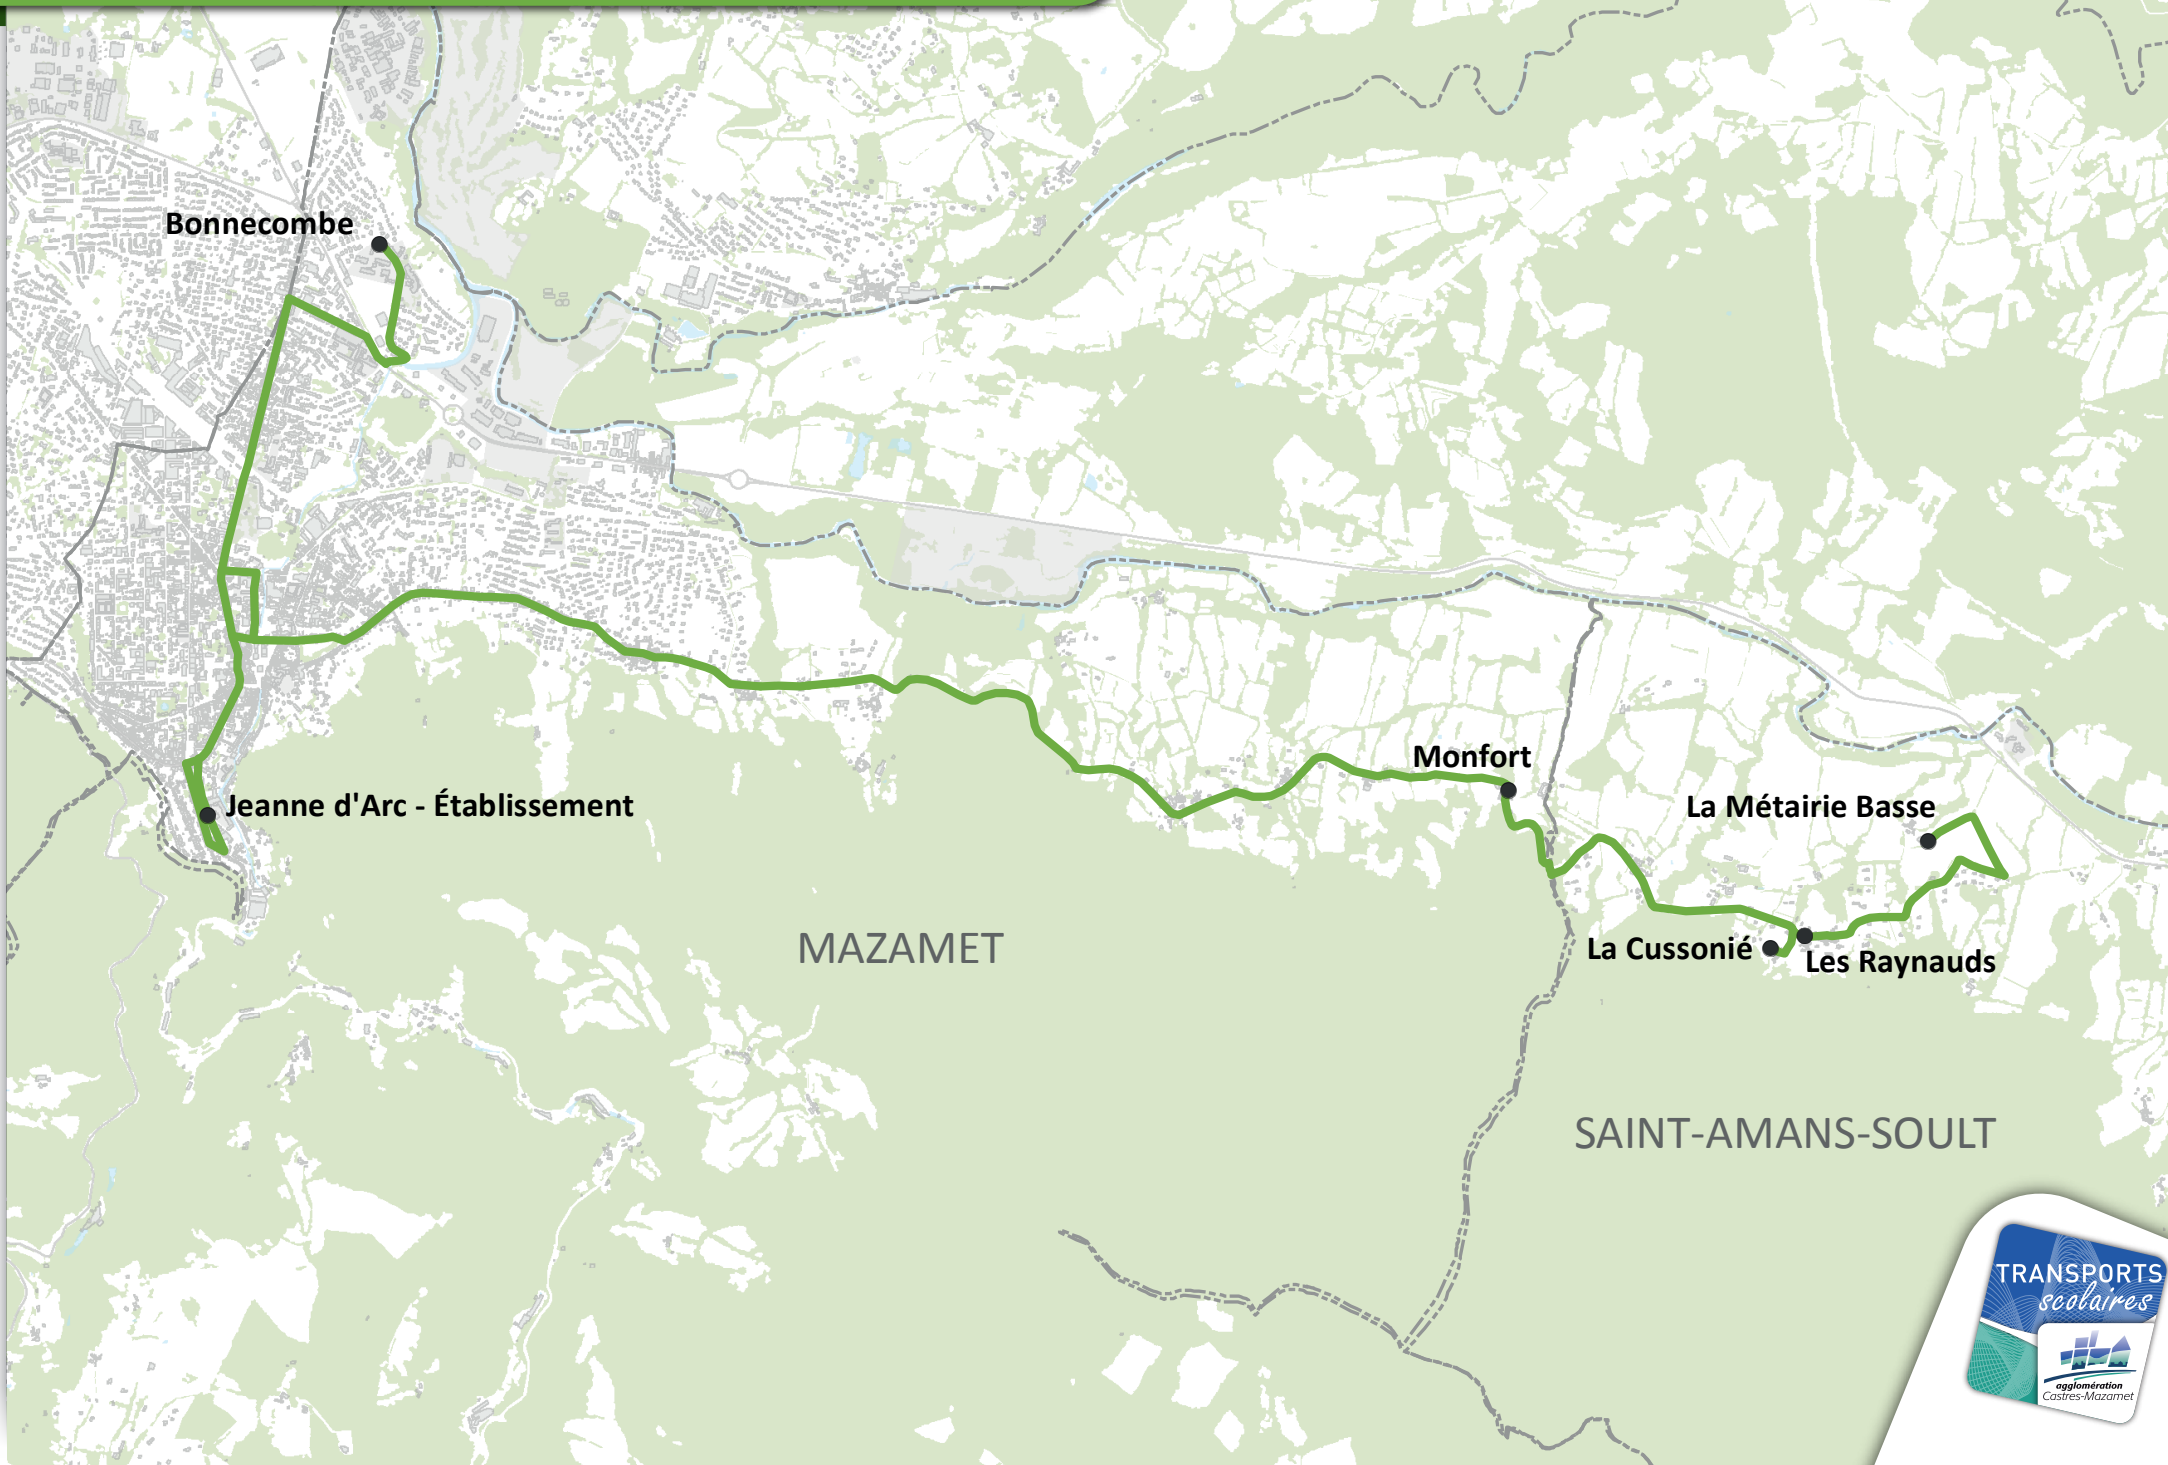 Bonnecombe
Monfort
Jeanne d'Arc - Établissement
La Métairie Basse
MAZAMET
La Cussonié
Les Raynauds
SAINT-AMANS-SOULT
TRANSPORTS
scolaires
agglomération
Castres-Mazamet